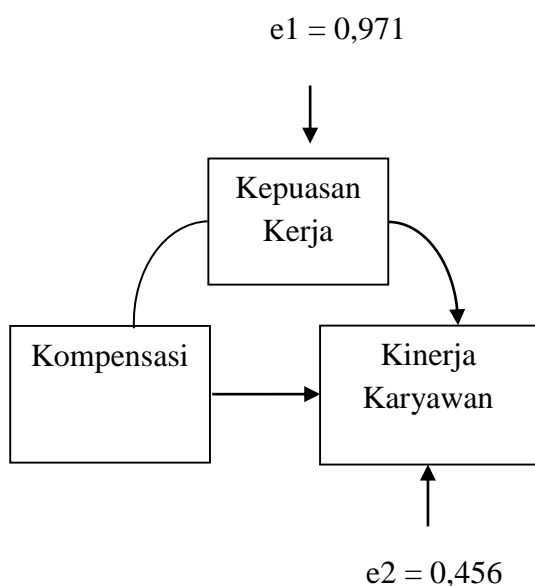 e1 = 0,971
Kepuasan
Kerja
Kompensasi
Kinerja
Karyawan
e2 = 0,456